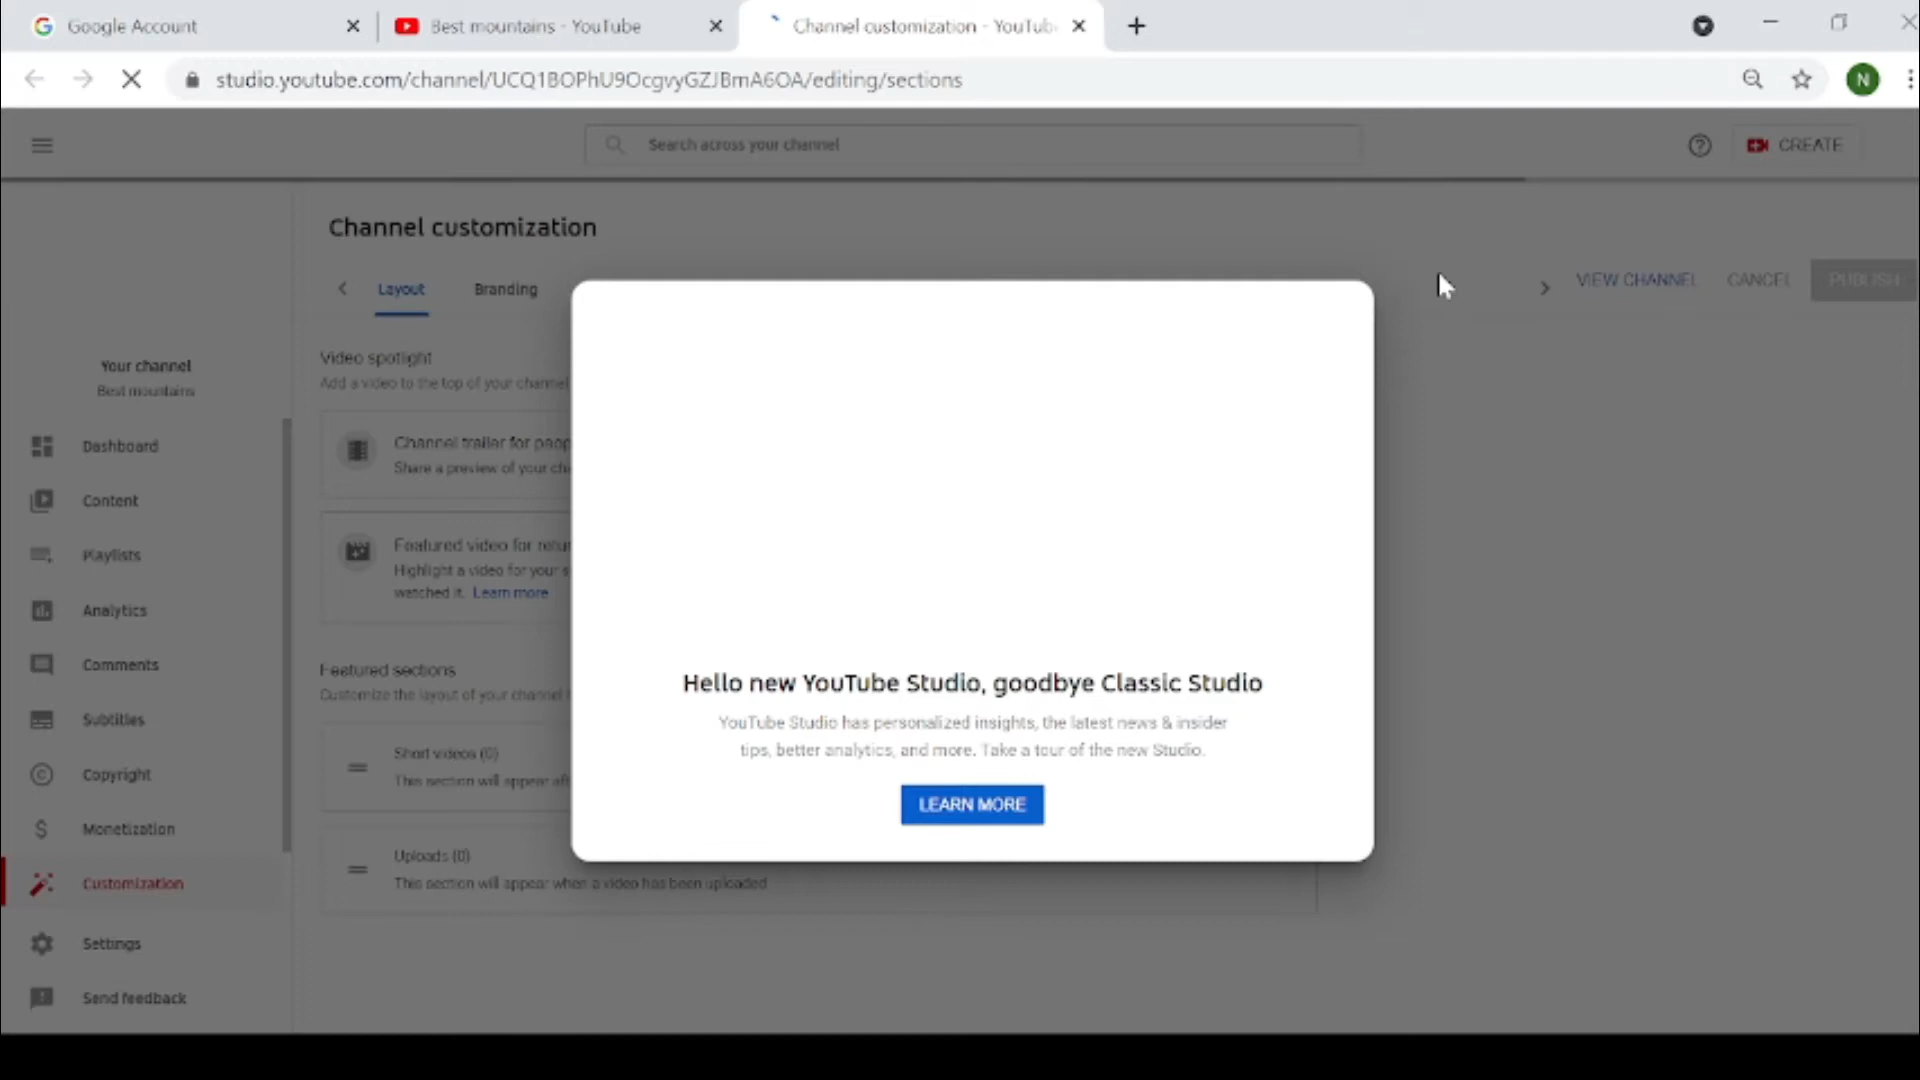 Google Account
Best mountains - YouTube
Channel customization - YouTub
studio.youtube.com/channel/UCQ1BOPhU9OcgvyGZJBmA6OA/editing/sections
N
Search across your channel
CREATE
Channel customization
Layout
Branding
VIEW CHANNEL
CANCEL
PUBLISH
Your channel
Best mountains
Dashboard
Content
Playlists
Analytics
Comments
Subtitles
Copyright
Monetization
Customization
Settings
Send feedback
Video spotlight
Add a video to the top of your channel
Channel trailer for peop
Share a preview of your cha
Featured video for retur
Highlight a video for your s
watched it. Learn more
Featured sections
Customize the layout of your channel
Short videos (0)
This section will appear aft
Uploads (0)
This section will appear when a video has been uploaded
Hello new YouTube Studio, goodbye Classic Studio
YouTube Studio has personalized insights, the latest news & insider
tips, better analytics, and more. Take a tour of the new Studio.
LEARN MORE